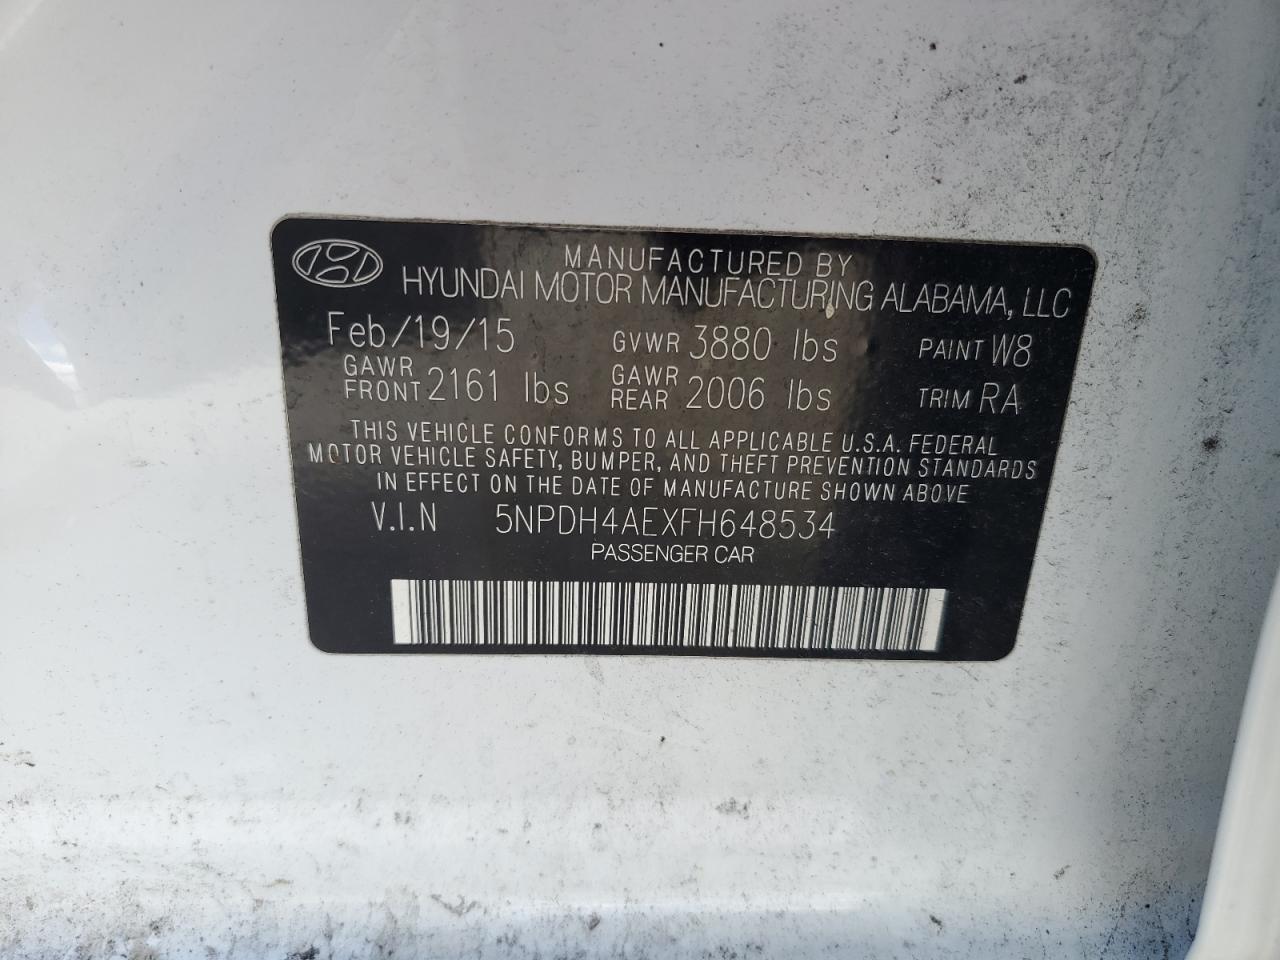 MANUFACTURED BY
HYUNDAI MOTOR MANUFACTURING ALABAMA, LLC
Feb/19/15 GVWR 3880 lbs PAINT W8
GAWR FRONT 2161 lbs GAWR REAR 2006 lbs TRIM RA
THIS VEHICLE CONFORMS TO ALL APPLICABLE U.S.A. FEDERAL
MOTOR VEHICLE SAFETY, BUMPER, AND THEFT PREVENTION STANDARDS
IN EFFECT ON THE DATE OF MANUFACTURE SHOWN ABOVE
V.I.N 5NPDH4AEXFH648534
PASSENGER CAR